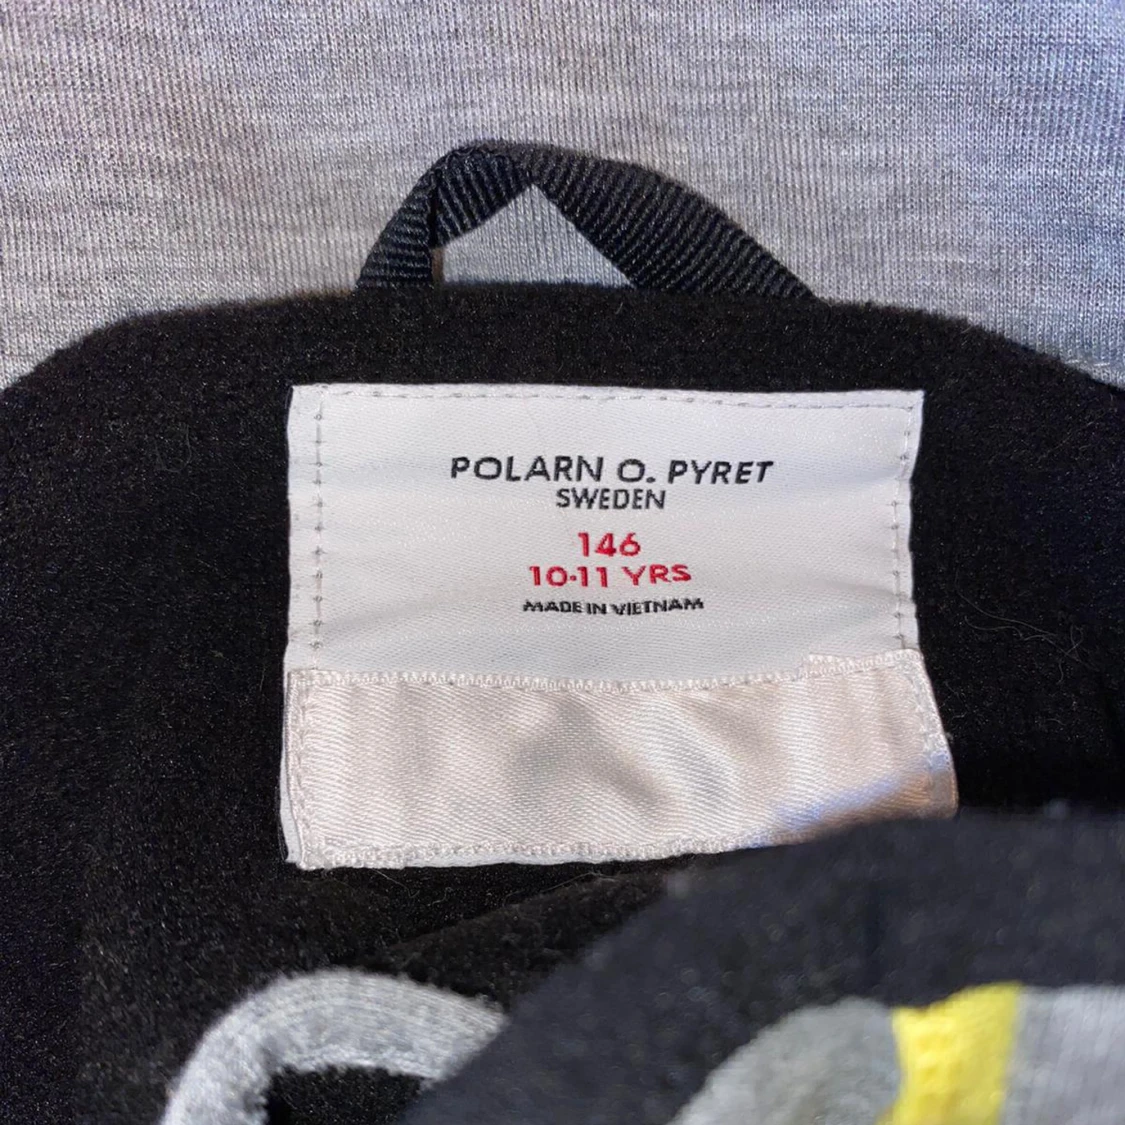 POLARN O. PYRET
SWEDEN
146
10-11 YRS
MADE IN VIETNAM